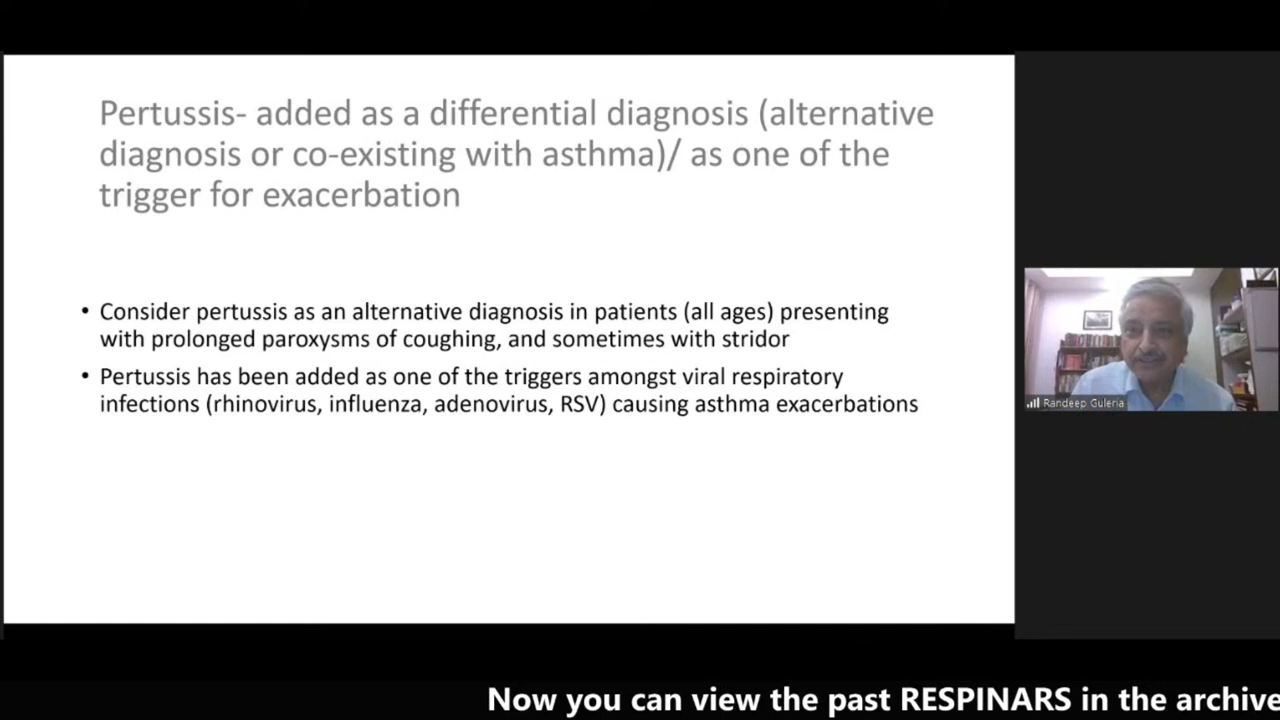 Pertussis- added as a differential diagnosis (alternative
diagnosis or co-existing with asthma)/ as one of the
trigger for exacerbation
• Consider pertussis as an alternative diagnosis in patients (all ages) presenting
with prolonged paroxysms of coughing, and sometimes with stridor
• Pertussis has been added as one of the triggers amongst viral respiratory
infections (rhinovirus, influenza, adenovirus, RSV) causing asthma exacerbations
Randeep Guleria
Now you can view the past RESPINARS in the archive